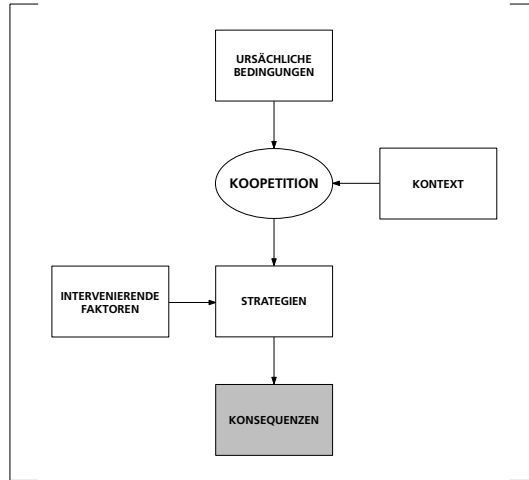 URSÄCHLICHE
BEDINGUNGEN
KOOPETITION
KONTEXT
INTERVENIERENDE
FAKTOREN
STRATEGIEN
KONSEQUENZEN